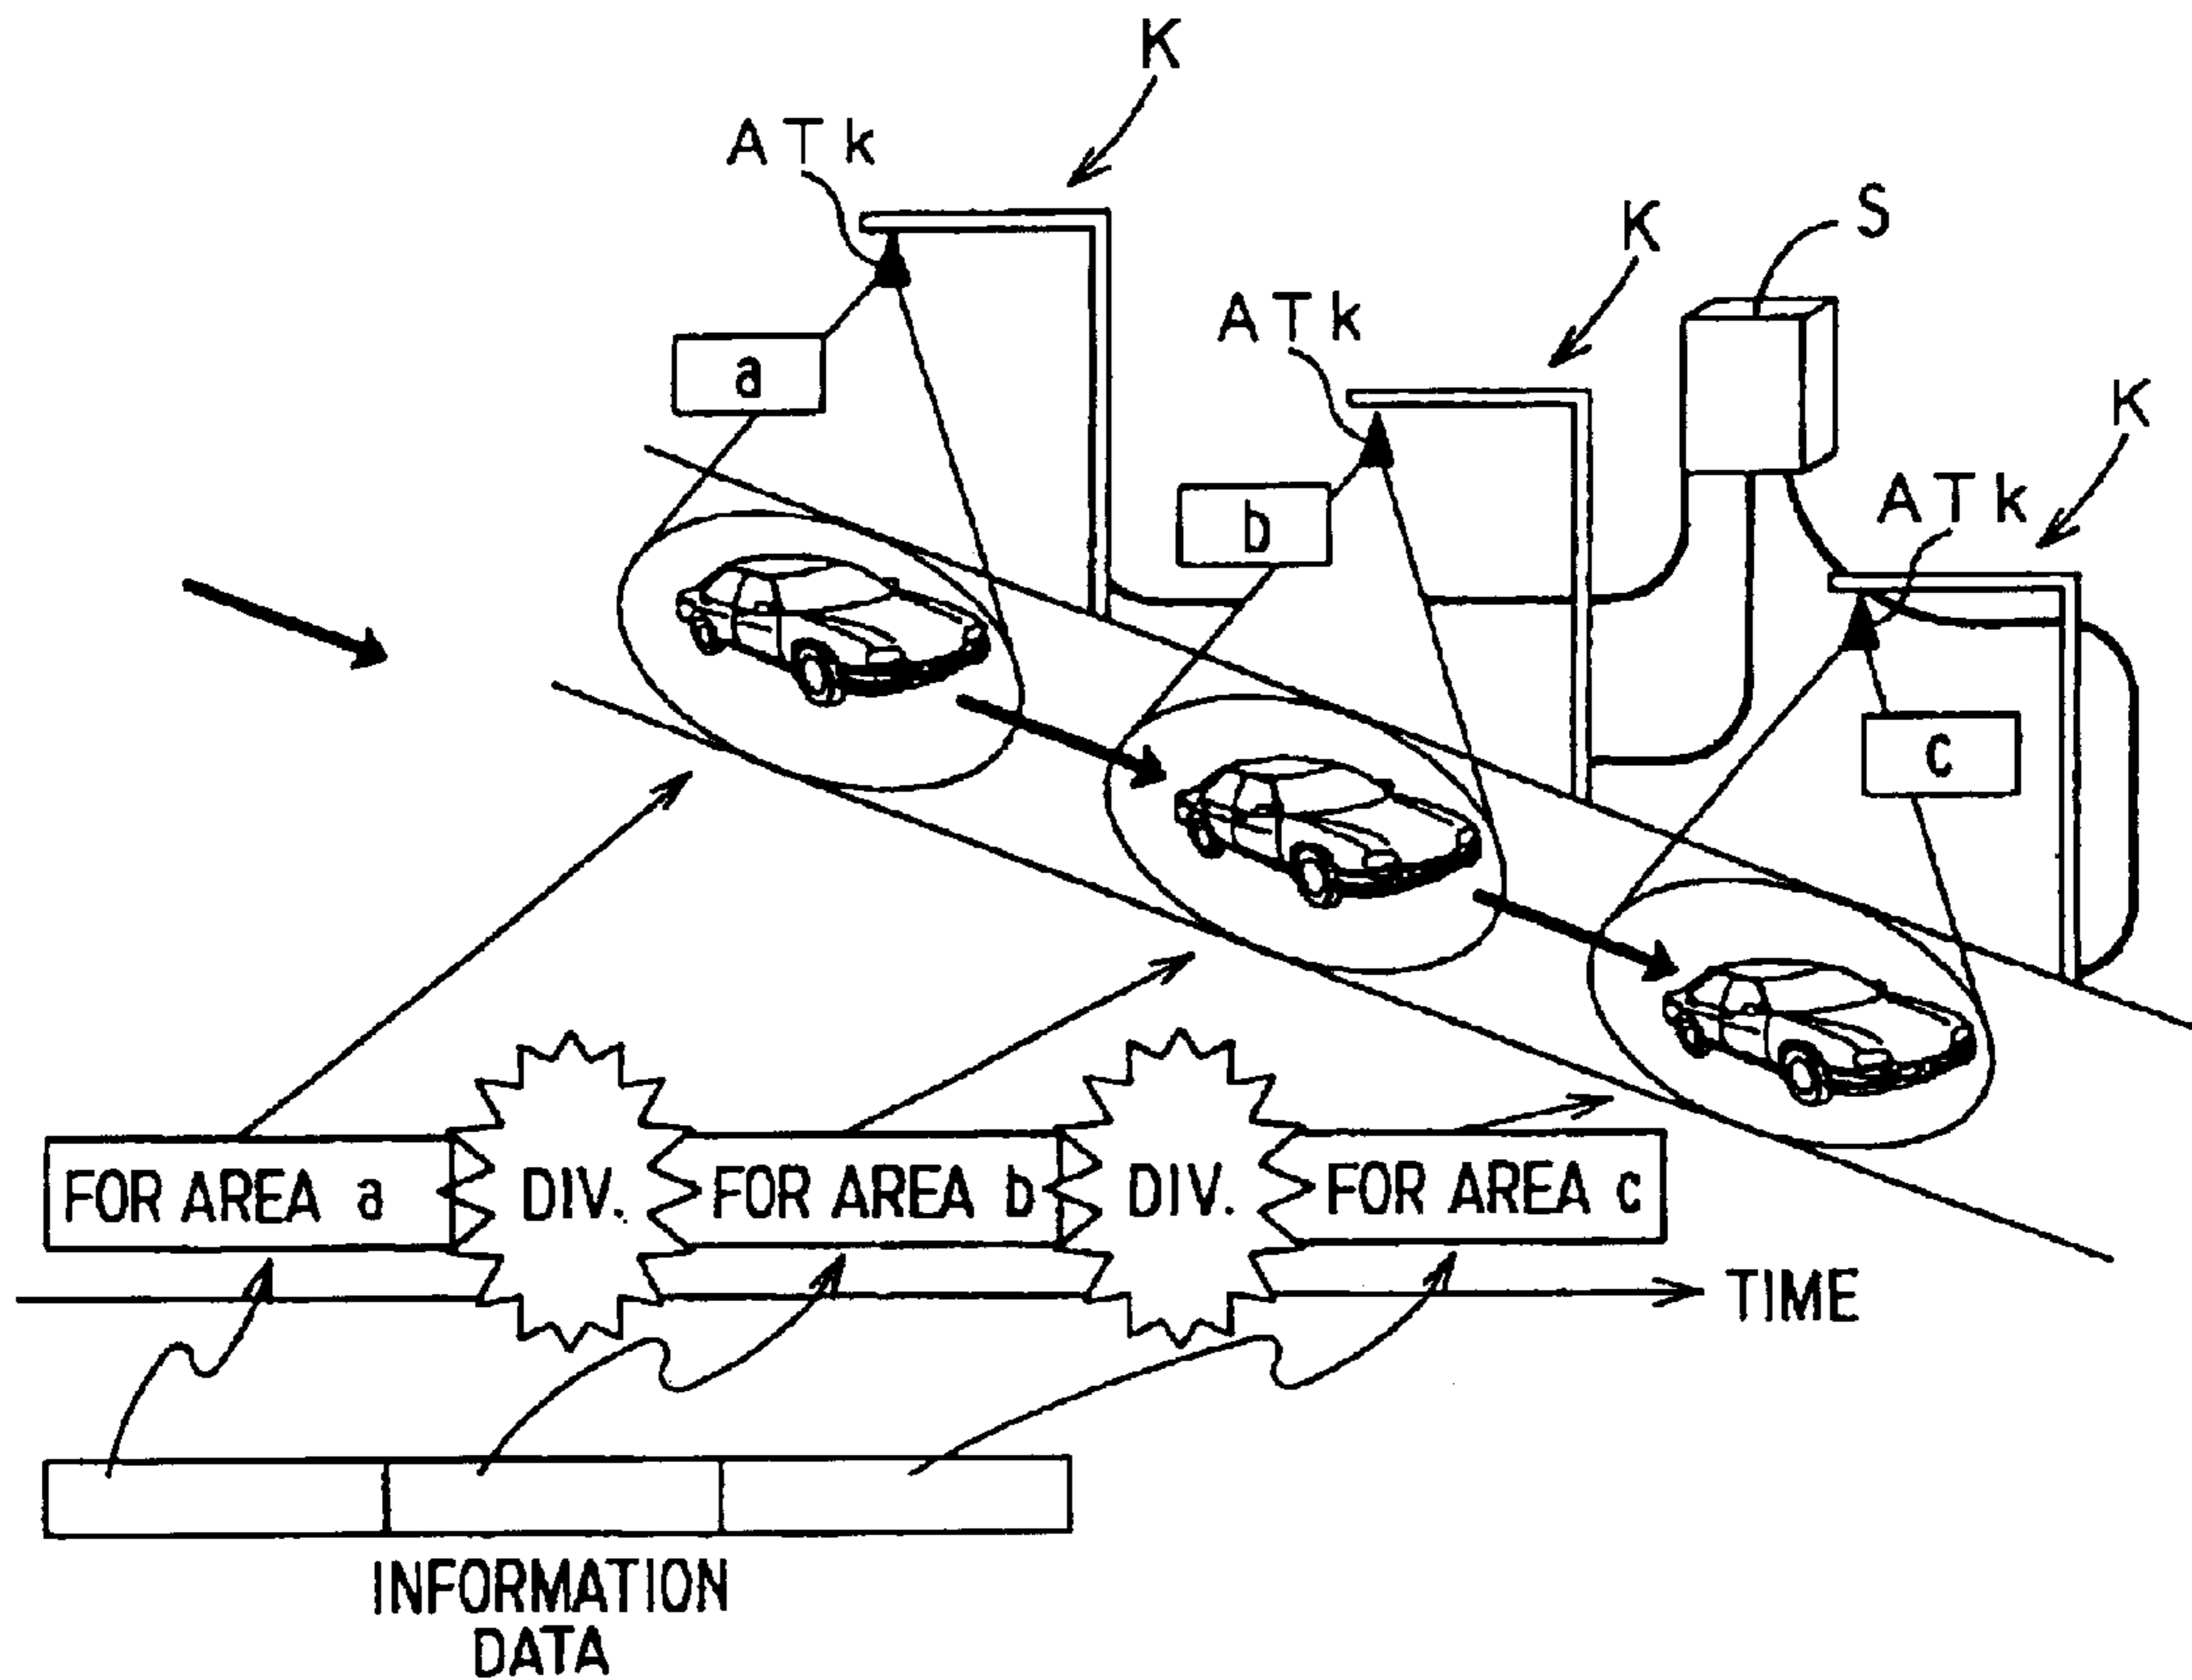 K
ATk
K
S
ATk
a
K
ATk
b
c
FOR AREA a
DIV.
FOR AREA b
DIV.
FOR AREA c
TIME
INFORMATION
DATA